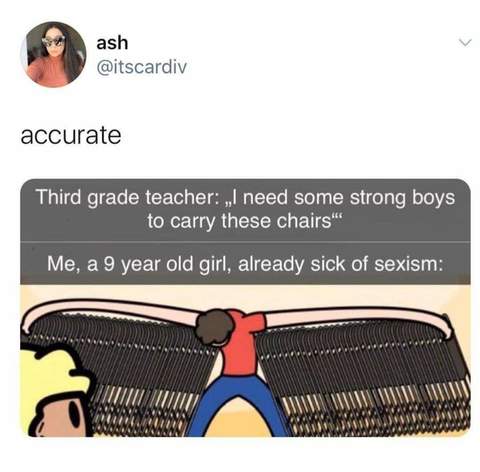 ash
@itscardiv
accurate
Third grade teacher: „I need some strong boys
to carry these chairs“‘
Me, a 9 year old girl, already sick of sexism: